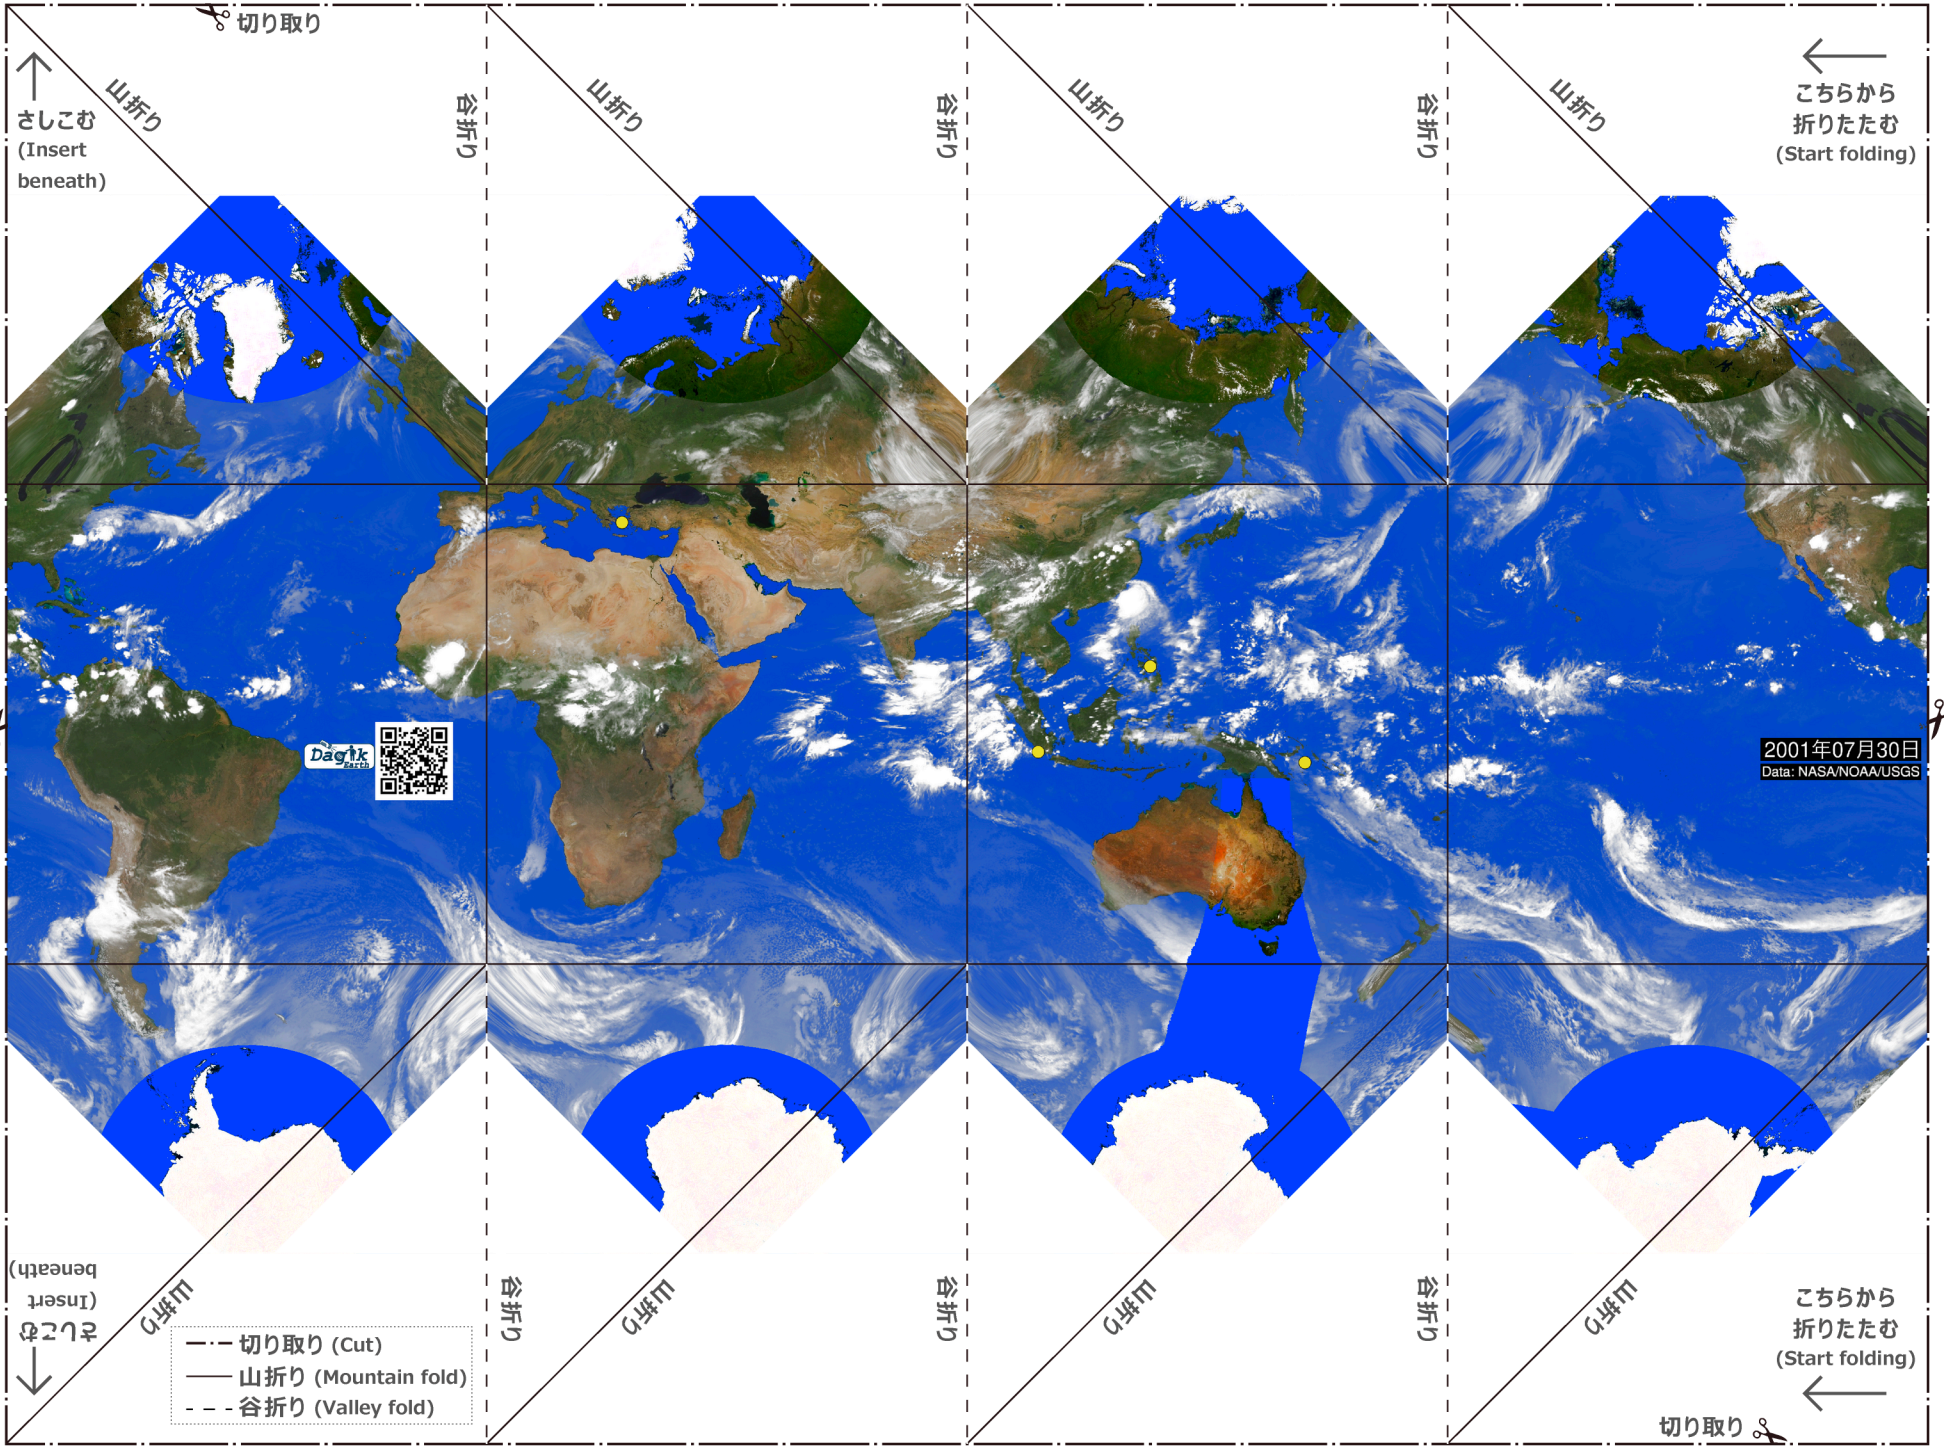 切り取り
山折り
谷折り
山折り
谷折り
山折り
谷折り
山折り
さしこむ
(Insert
beneath)
こちらから
折りたたむ
(Start folding)
Dagik
Earth
2001年07月30日
Data: NASA/NOAA/USGS
さしこむ
(Insert
beneath)
山折り
谷折り
山折り
谷折り
山折り
谷折り
山折り
切り取り (Cut)
山折り (Mountain fold)
谷折り (Valley fold)
こちらから
折りたたむ
(Start folding)
切り取り